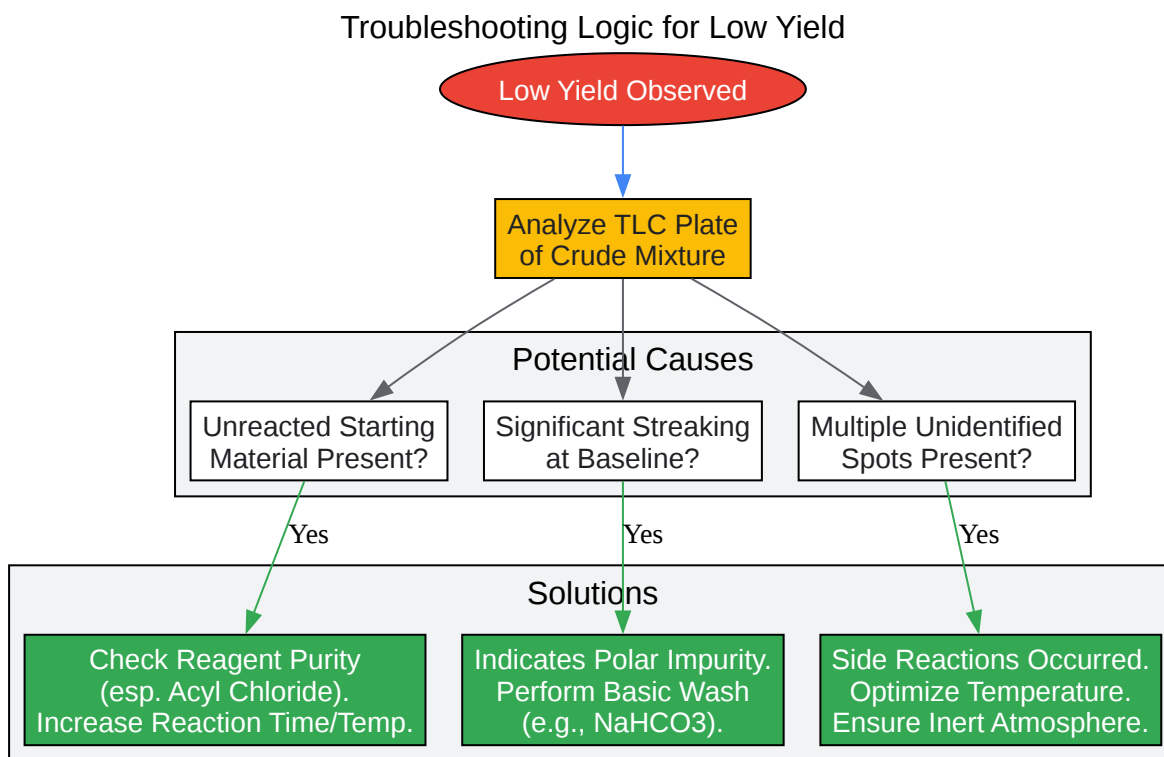 Troubleshooting Logic for Low Yield
Low Yield Observed
Analyze TLC Plate
of Crude Mixture
Potential Causes
Unreacted Starting
Material Present?
Significant Streaking
at Baseline?
Multiple Unidentified
Spots Present?
Yes
Yes
Yes
Solutions
Check Reagent Purity
(esp. Acyl Chloride).
Increase Reaction Time/Temp.
Indicates Polar Impurity.
Perform Basic Wash
(e.g., NaHCO3).
Side Reactions Occurred.
Optimize Temperature.
Ensure Inert Atmosphere.